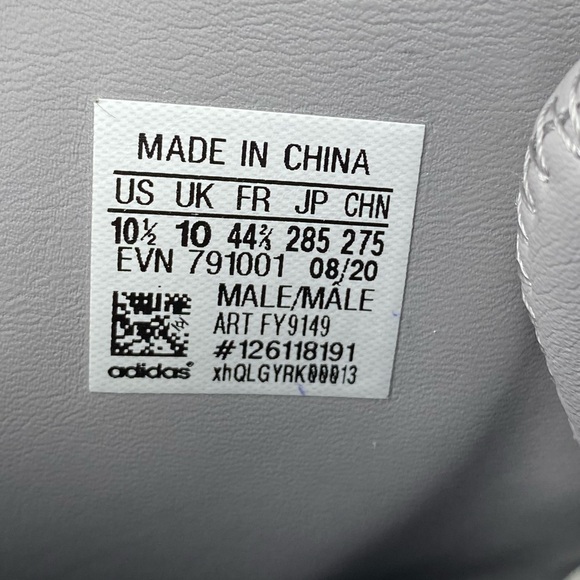 MADE IN CHINA
US UK FR JP CHN
10½ 10 44⅔ 285 275
EVN 791001 08/20
MALE/MÂLE
ART FY9149
#126118191
adidas® xhQLGYRK00013